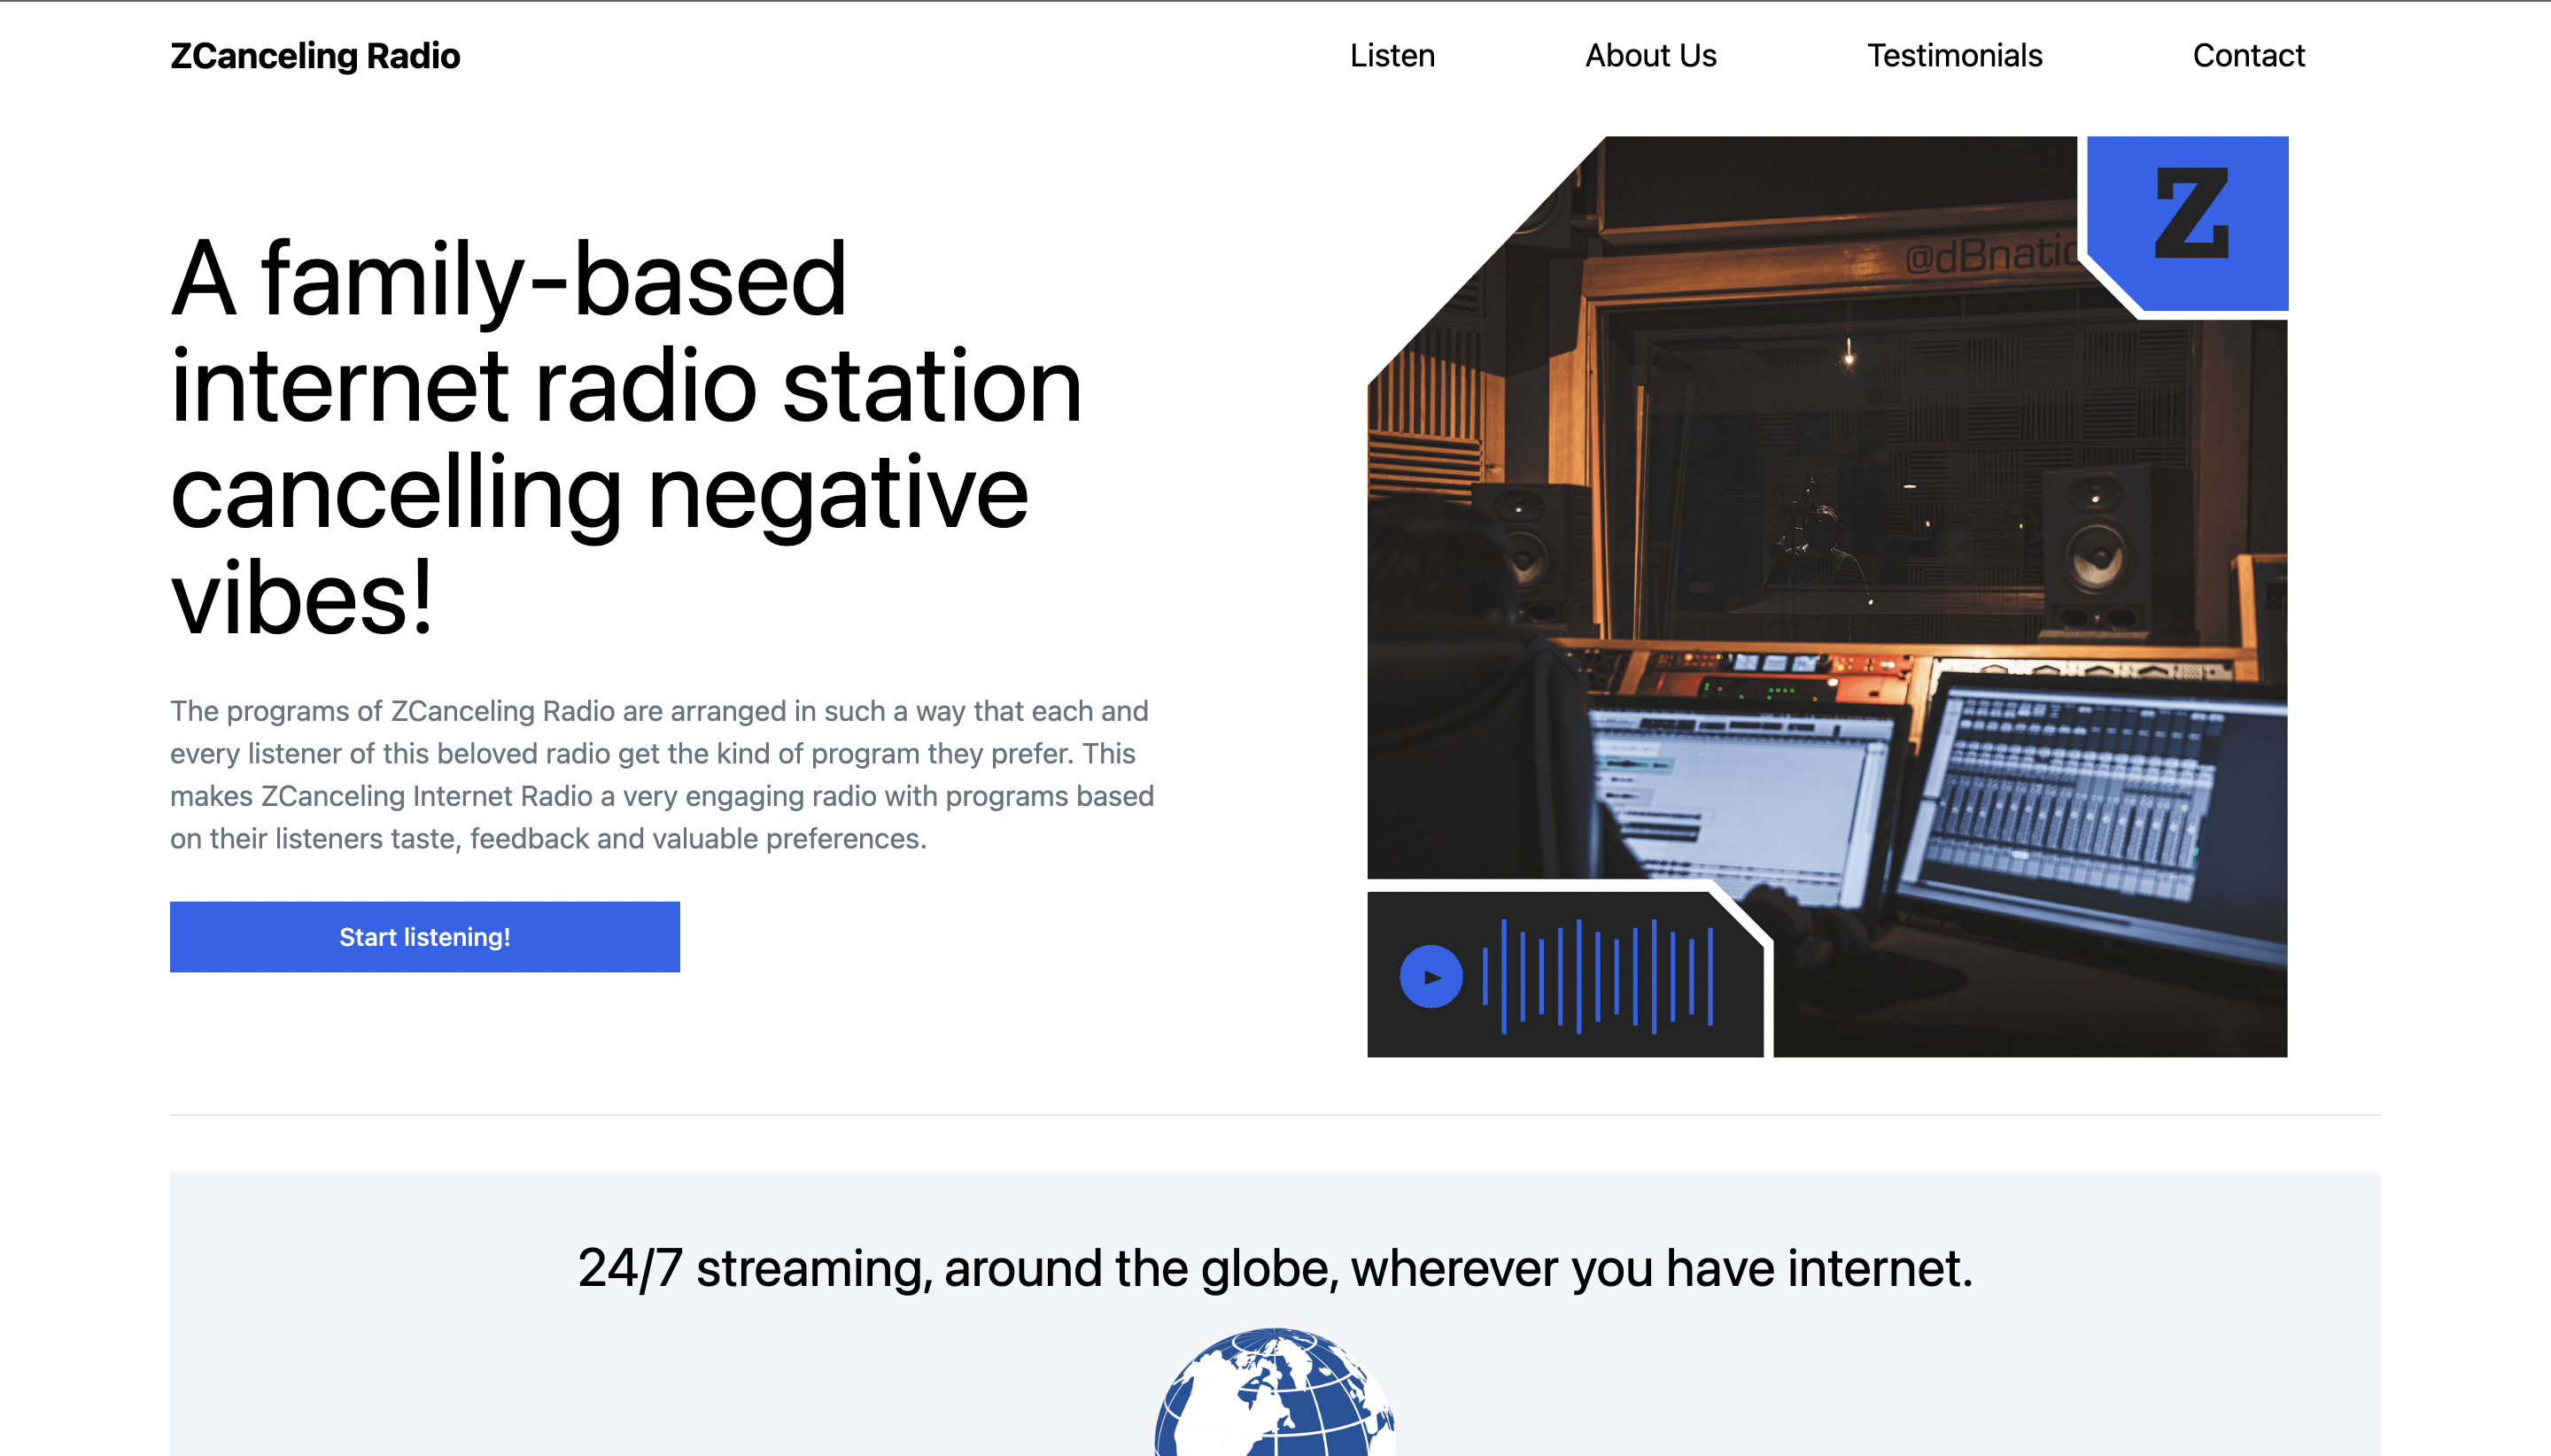 ZCanceling Radio
Listen
About Us
Testimonials
Contact
A family-based
internet radio station
cancelling negative
vibes!
Z
The programs of ZCanceling Radio are arranged in such a way that each and
every listener of this beloved radio get the kind of program they prefer. This
makes ZCanceling Internet Radio a very engaging radio with programs based
on their listeners taste, feedback and valuable preferences.
Start listening!
24/7 streaming, around the globe, wherever you have internet.